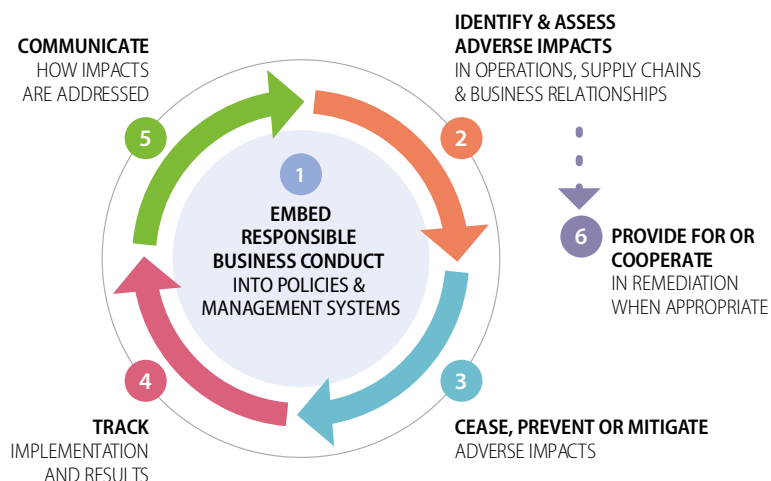 1
EMBED
RESPONSIBLE
BUSINESS CONDUCT
INTO POLICIES &
MANAGEMENT SYSTEMS
2
IDENTIFY & ASSESS
ADVERSE IMPACTS
IN OPERATIONS, SUPPLY CHAINS
& BUSINESS RELATIONSHIPS
3
CEASE, PREVENT OR MITIGATE
ADVERSE IMPACTS
4
TRACK
IMPLEMENTATION
AND RESULTS
5
COMMUNICATE
HOW IMPACTS
ARE ADDRESSED
6
PROVIDE FOR OR
COOPERATE
IN REMEDIATION
WHEN APPROPRIATE